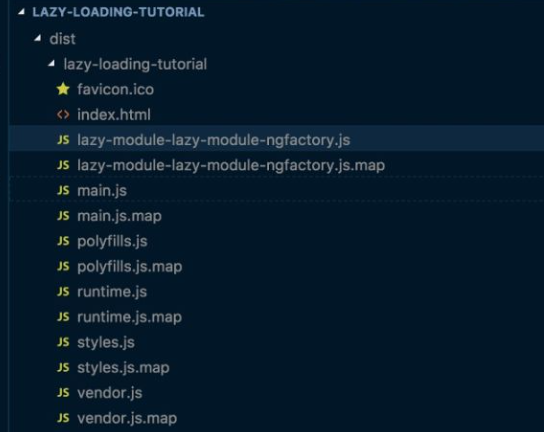 LAZY-LOADING-TUTORIAL
dist
lazy-loading-tutorial
favicon.ico
<> index.html
JS lazy-module-lazy-module-ngfactory.js
JS lazy-module-lazy-module-ngfactory.js.map
JS main.js
JS main.js.map
JS polyfills.js
JS polyfills.js.map
JS runtime.js
JS runtime.js.map
JS styles.js
JS styles.js.map
JS vendor.js
JS vendor.js.map